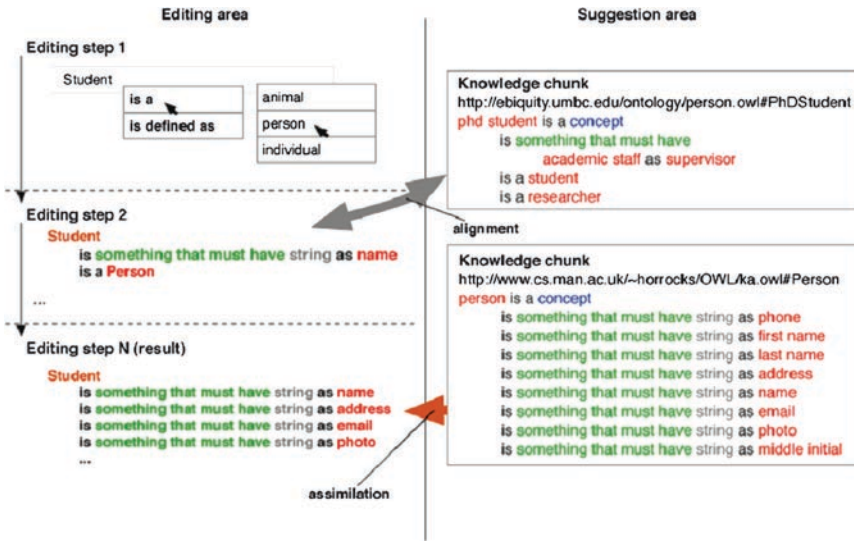 Editing area
Editing step 1
Student
is a
is defined as
animal
person
individual
Editing step 2
Student
is something that must have string as name
is a Person
...
Editing step N (result)
Student
is something that must have string as name
is something that must have string as address
is something that must have string as email
is something that must have string as photo
...
assimilation
alignment
Suggestion area
Knowledge chunk
http://ebiquity.umbc.edu/ontology/person.owl#PhDStudent
phd student is a concept
is something that must have
academic staff as supervisor
is a student
is a researcher
Knowledge chunk
http://www.cs.man.ac.uk/~horrocks/OWL/ka.owl#Person
person is a concept
is something that must have string as phone
is something that must have string as first name
is something that must have string as last name
is something that must have string as address
is something that must have string as name
is something that must have string as email
is something that must have string as photo
is something that must have string as middle initial